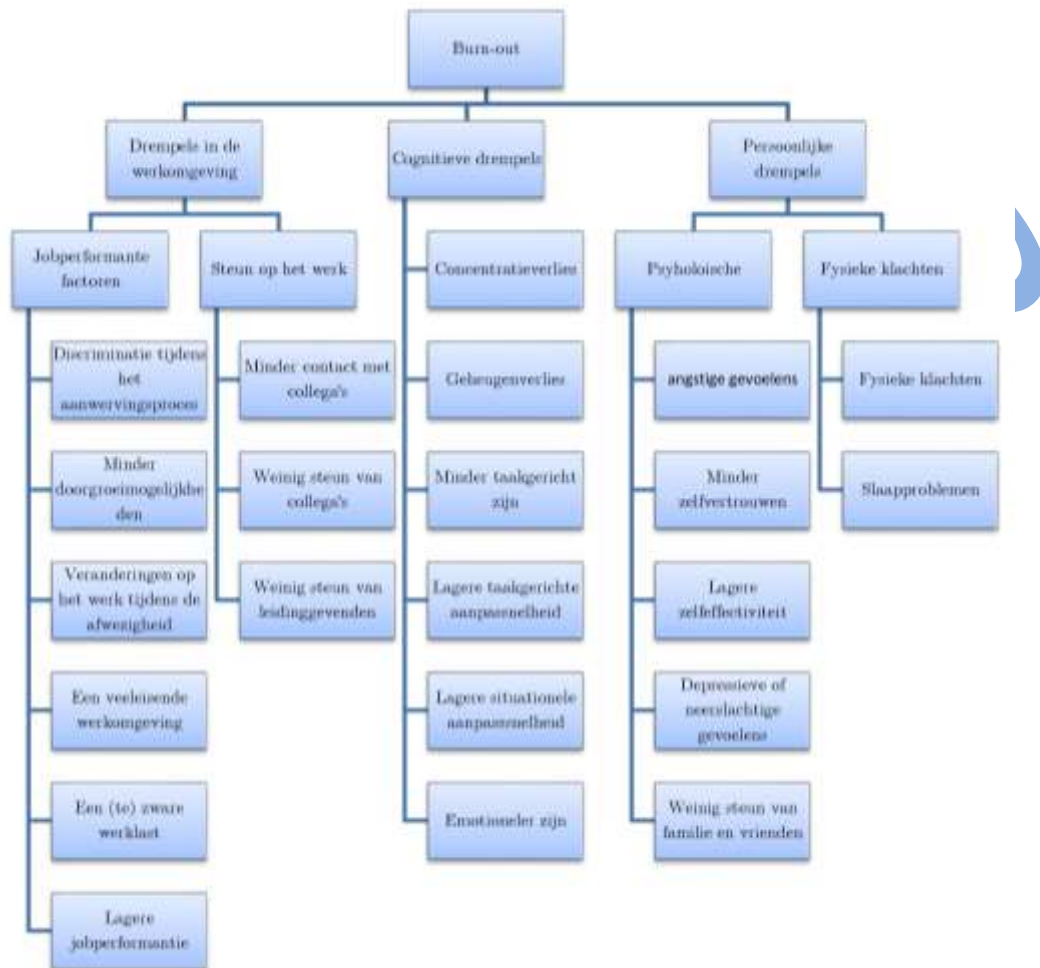 Burn-out
Drempels in de
werkomgeving
Cognitieve drempels
Persoonlijke
drempels
Jobperformante
factoren
Steun op het werk
Concentratieverlies
Psyholoische
Fysieke klachten
Discriminatie tijdens
het
aanwervingsproces
Minder contact met
collega's
Geheugenverlies
angstige gevoelens
Fysieke klachten
Minder
doorgroeimogelijkhe
den
Weinig steun van
collega's
Minder taakgericht
zijn
Minder
zelfvertrouwen
Slaapproblemen
Veranderingen op
het werk tijdens de
afwezigheid
Weinig steun van
leidinggevenden
Lagere taakgerichte
aanpassnelheid
Lagere
zelfeffectiviteit
Een veeleisende
werkomgeving
Lagere situationele
aanpassnelheid
Depressieve of
neerslachtige
gevoelens
Een (te) zware
werklast
Emotioneler zijn
Weinig steun van
familie en vrienden
Lagere
jobperformantie